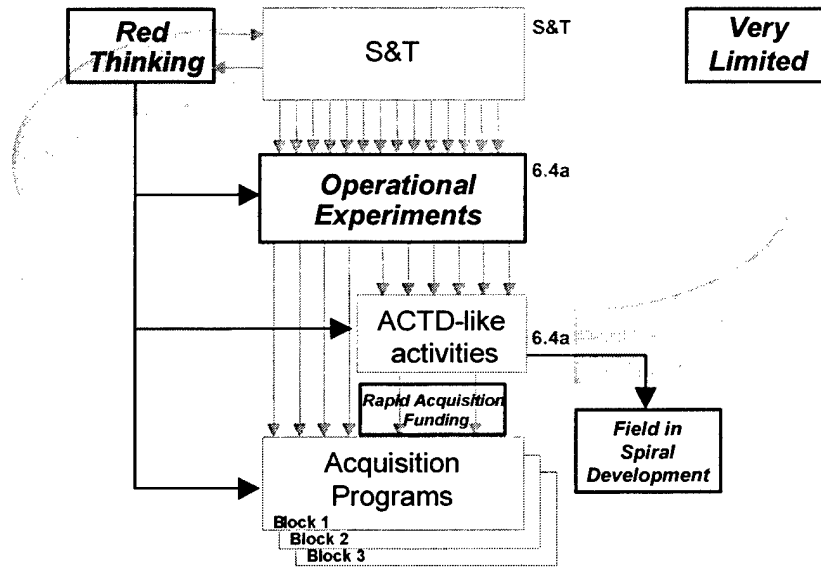 Red
Thinking
S&T
S&T
Very
Limited
Operational
Experiments
6.4a
ACTD-like
activities
6.4a
Rapid Acquisition
Funding
Field in
Spiral
Development
Acquisition
Programs
Block 1
Block 2
Block 3